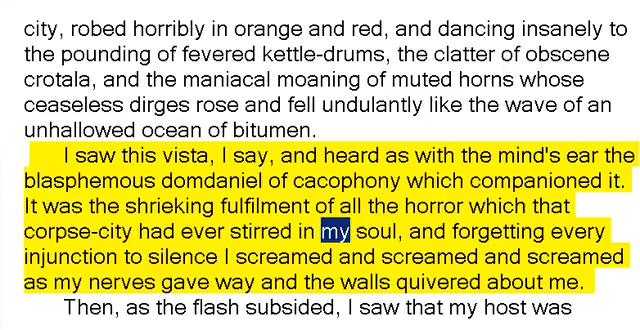 city, robed horribly in orange and red, and dancing insanely to
the pounding of fevered kettle-drums, the clatter of obscene
crotala, and the maniacal moaning of muted horns whose
ceaseless dirges rose and fell undulantly like the wave of an
unhallowed ocean of bitumen.
I saw this vista, I say, and heard as with the mind's ear the
blasphemous domdaniel of cacophony which companioned it.
It was the shrieking fulfilment of all the horror which that
corpse-city had ever stirred in my soul, and forgetting every
injunction to silence I screamed and screamed and screamed
as my nerves gave way and the walls quivered about me.
Then, as the flash subsided, I saw that my host was